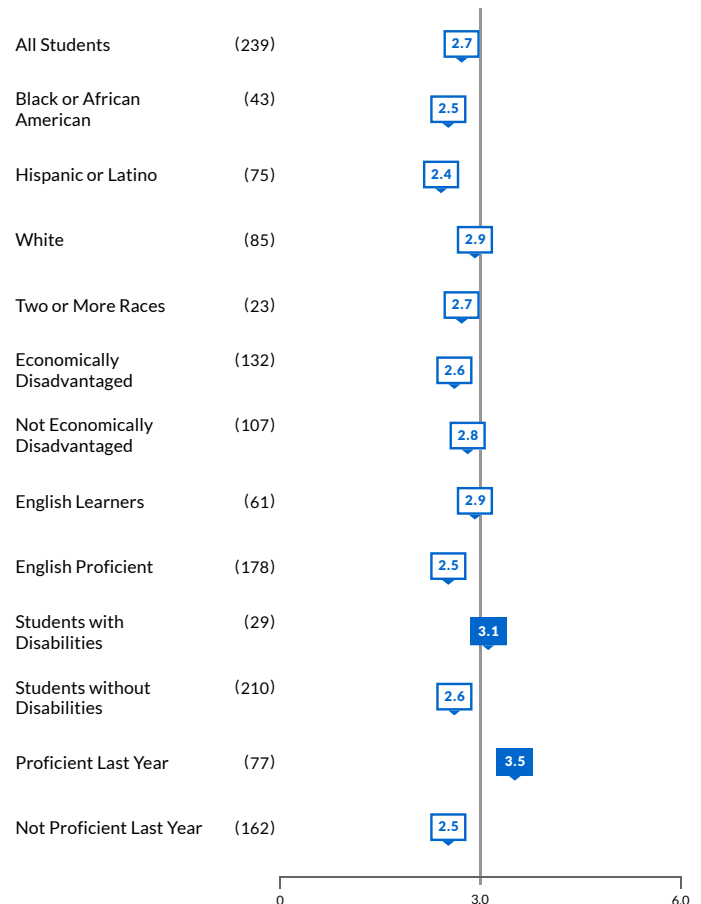 All Students (239) 2.7
Black or African (43) 2.5
American
Hispanic or Latino (75) 2.4
White (85) 2.9
Two or More Races (23) 2.7
Economically (132) 2.6
Disadvantaged
Not Economically (107) 2.8
Disadvantaged
English Learners (61) 2.9
English Proficient (178) 2.5
Students with (29) 3.1
Disabilities
Students without (210) 2.6
Disabilities
Proficient Last Year (77) 3.5
Not Proficient Last Year (162) 2.5
0 3.0 6.0